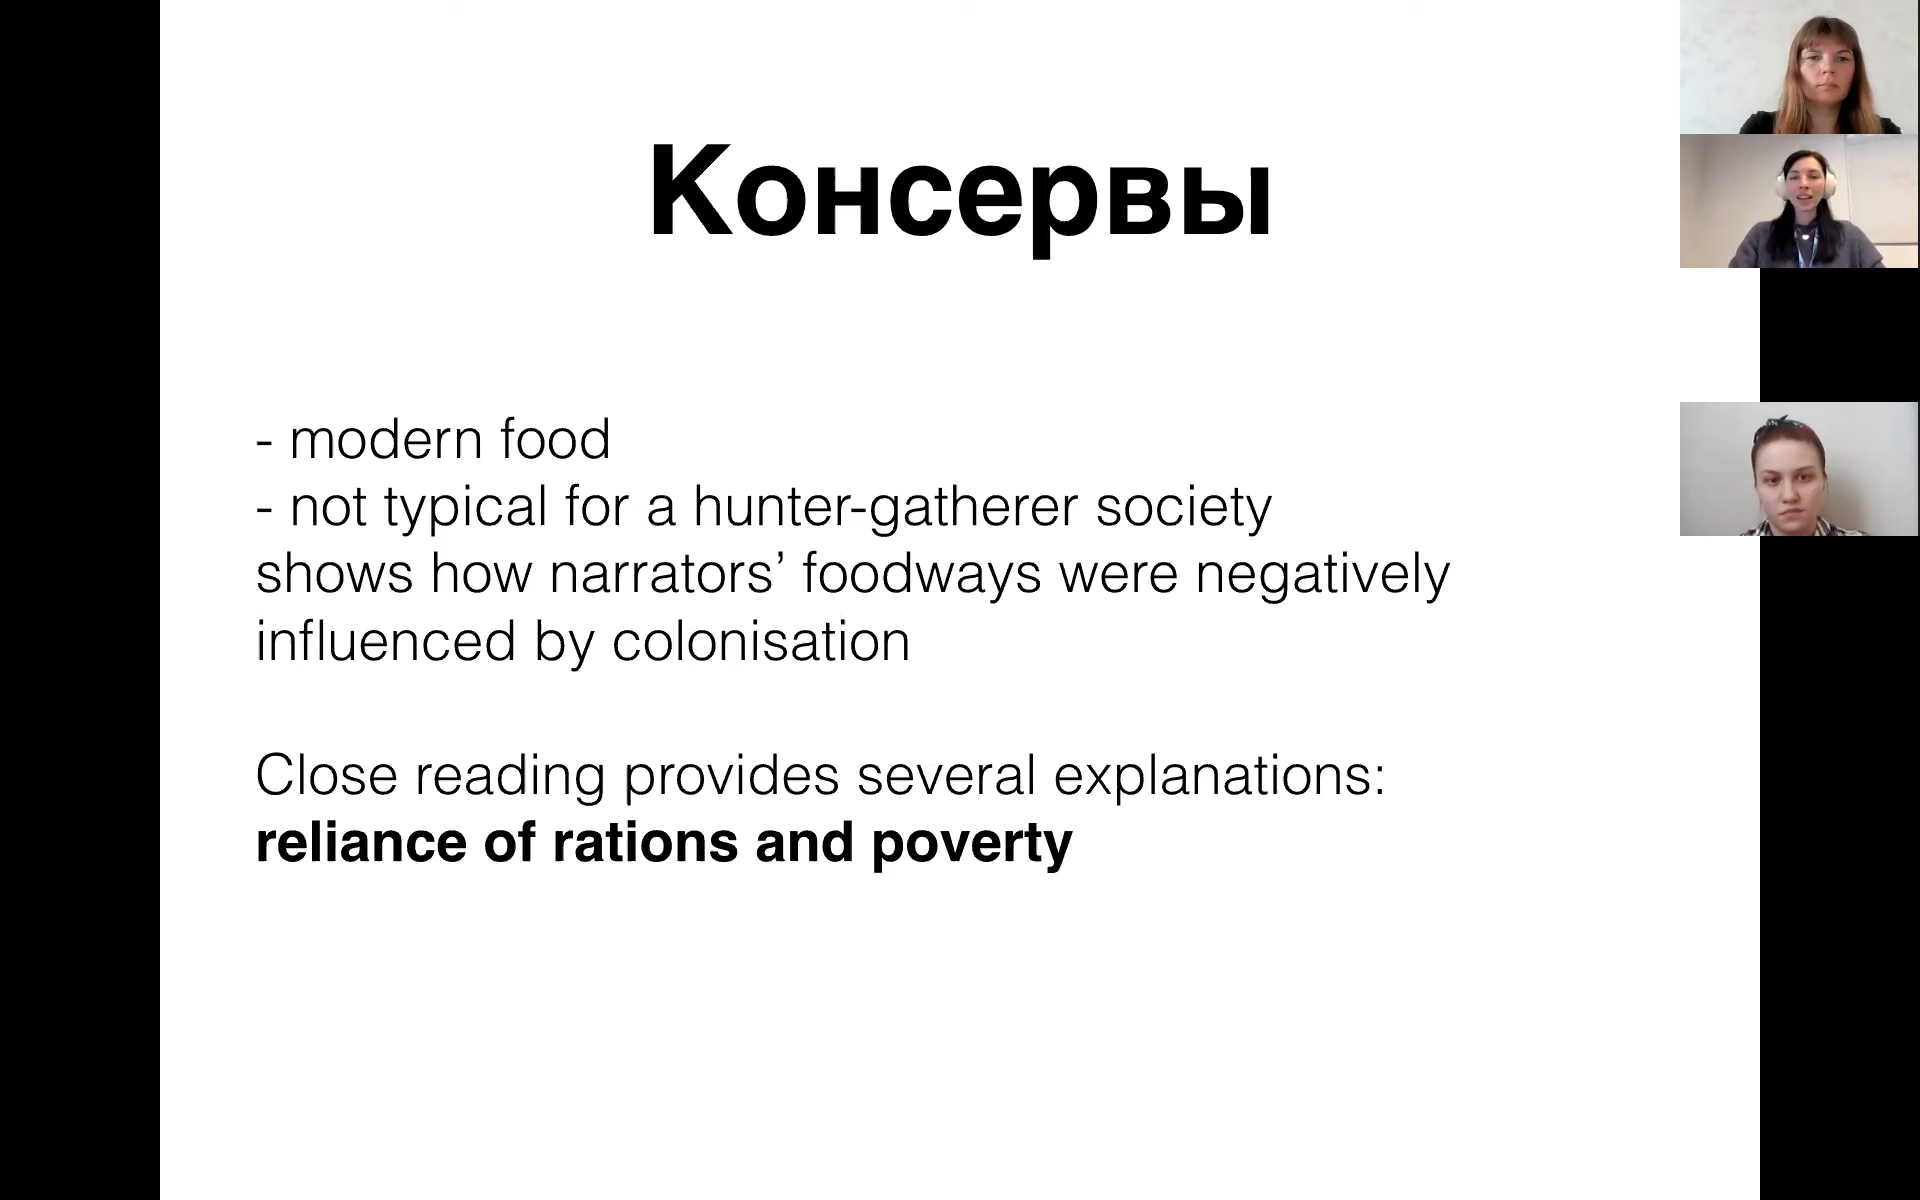 Консервы
- modern food
- not typical for a hunter-gatherer society
shows how narrators’ foodways were negatively
influenced by colonisation
Close reading provides several explanations:
reliance of rations and poverty